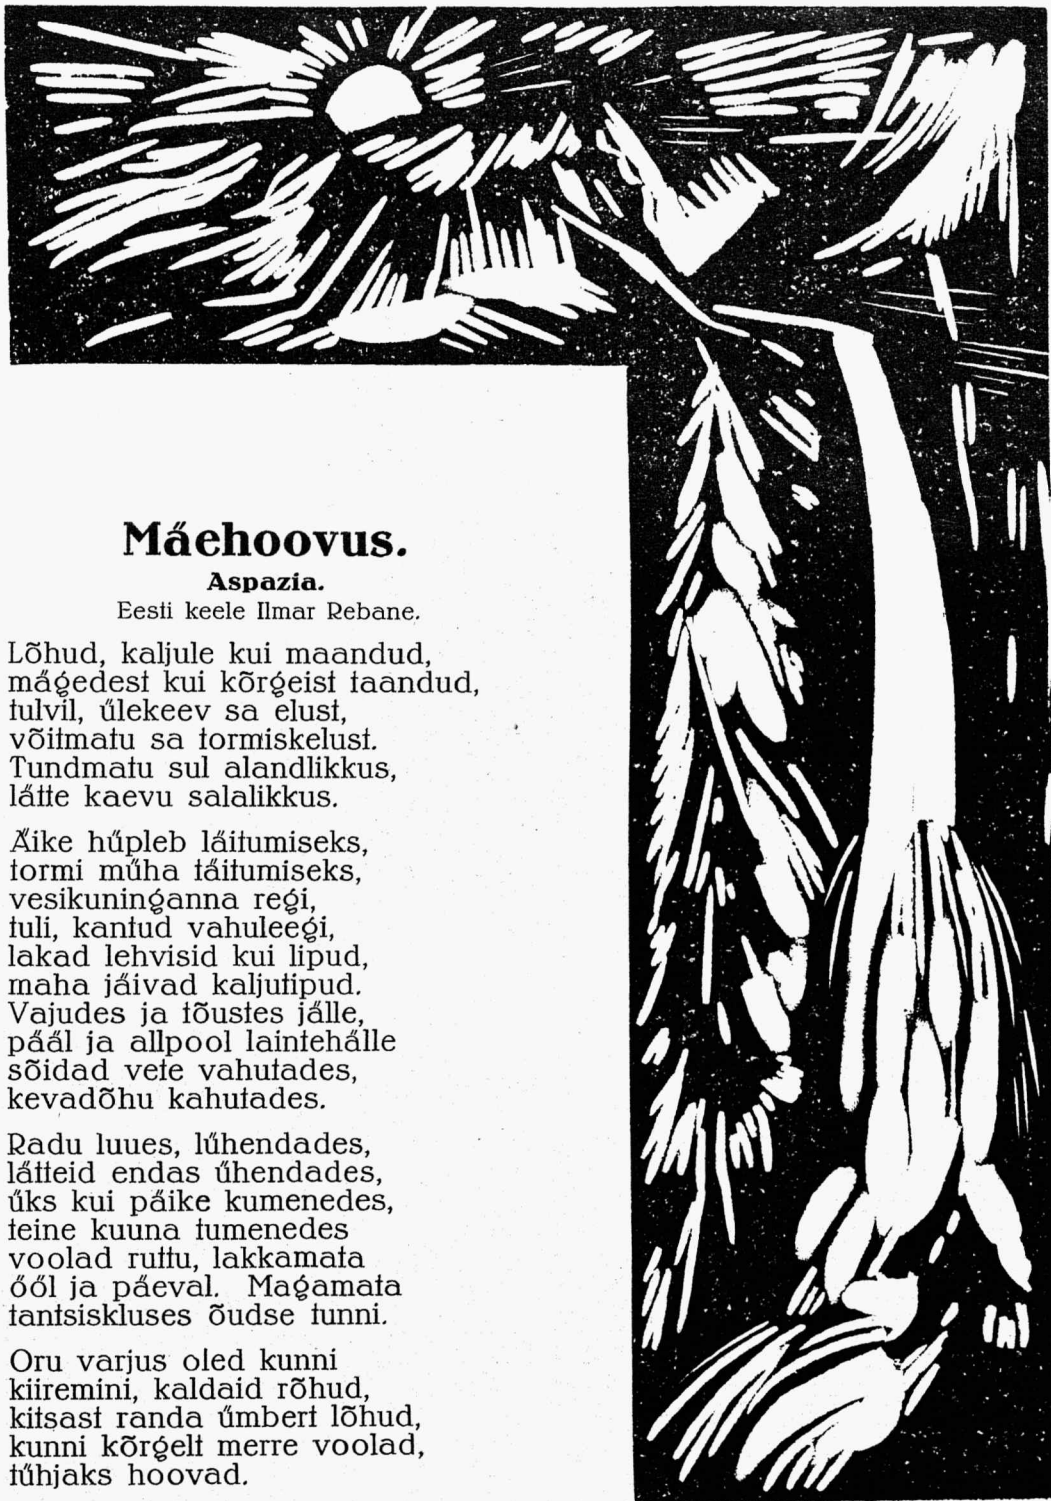 Mäehoovus.
Aspazia.
Eesti keele Ilmar Rebane.
Lõhud, kaljule kui maandud,
mägedest kui kõrgeist taandud,
tulvil, ülekeev sa elust,
võitmatu sa tormiskelust.
Tundmatu sul alandlikkus,
lätte kaevu salalikkus.
Äike hüpleb läitumiseks,
tormi müha täitumiseks,
vesikuninganna regi,
tuli, kantud vahuleegi,
lakad lehvisid kui lipud,
maha jäivad kaljutipud.
Vajudes ja tõustes jälle,
pääl ja allpool laintehälle
sõidad vete vahutades,
kevadõhu kahutades.
Radu luues, lühendades,
lätteid endas ühendades,
üks kui päike kumenedes,
teine kuuna tumenedes
voolad ruttu, lakkamata
ööl ja päeval. Magamata
tantsiskluses õudse tunni.
Oru varjus oled kunni
kiiremini, kaldaid rõhud,
kitsast randa ümbert lõhud,
kunni kõrgelt merre voolad,
tühjaks hoovad.